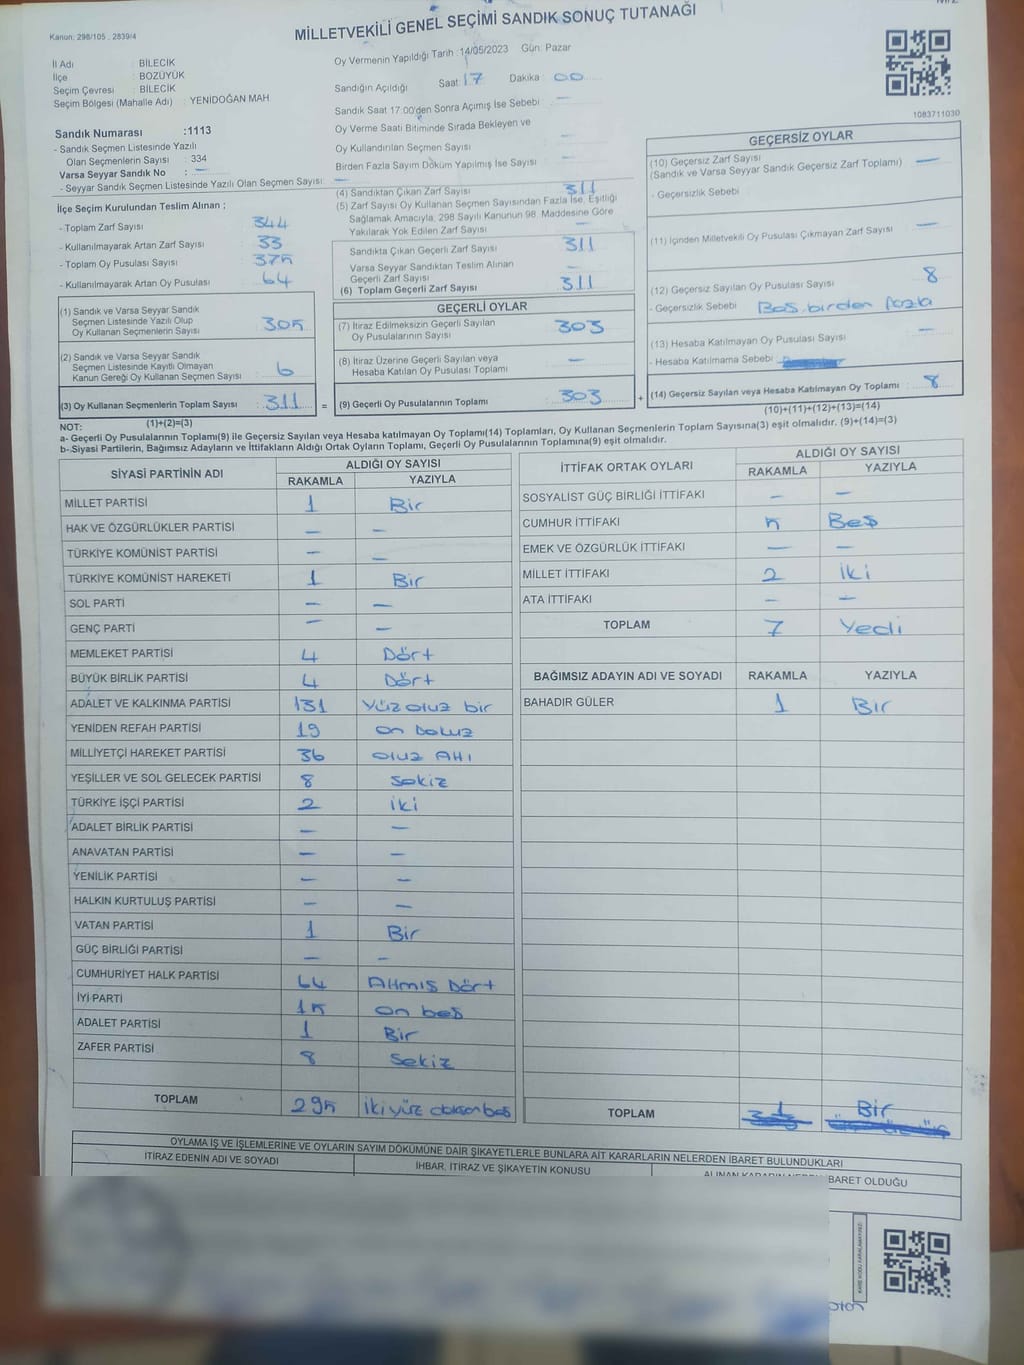 MİLLETVEKİLİ GENEL SEÇİMİ SANDIK SONUÇ TUTANAĞI
Kanun: 298/105 , 2839/4
İl Adı : BİLECİK
İlçe : BOZÜYÜK
Seçim Çevresi : BİLECİK
Seçim Bölgesi (Mahalle Adı) : YENİDOĞAN MAH
Oy Vermenin Yapıldığı Tarih :14/05/2023 Gün: Pazar
Sandığın Açıldığı Saat: 17 Dakika : 00
Sandık Saat 17:00'den Sonra Açımış İse Sebebi : —
Oy Verme Saati Bitiminde Sırada Bekleyen ve
Oy Kullandırılan Seçmen Sayısı : —
Birden Fazla Sayım Döküm Yapılmış İse Sayısı : —
1083711030
Sandık Numarası :1113
- Sandık Seçmen Listesinde Yazılı
Olan Seçmenlerin Sayısı : 334
Varsa Seyyar Sandık No : —
- Seyyar Sandık Seçmen Listesinde Yazılı Olan Seçmen Sayısı: —
İlçe Seçim Kurulundan Teslim Alınan ;
- Toplam Zarf Sayısı : 344
- Kullanılmayarak Artan Zarf Sayısı : 33
- Toplam Oy Pusulası Sayısı : 375
- Kullanılmayarak Artan Oy Pusulası : 64
(1) Sandık ve Varsa Seyyar Sandık
Seçmen Listesinde Yazılı Olup
Oy Kullanan Seçmenlerin Sayısı : 305
(2) Sandık ve Varsa Seyyar Sandık
Seçmen Listesinde Kayıtlı Olmayan
Kanun Gereği Oy Kullanan Seçmen Sayısı : 6
(3) Oy Kullanan Seçmenlerin Toplam Sayısı : 311
(1)+(2)=(3)
(4) Sandıktan Çıkan Zarf Sayısı : 311
(5) Zarf Sayısı Oy Kullanan Seçmen Sayısından Fazla İse, Eşitliği
Sağlamak Amacıyla, 298 Sayılı Kanunun 98. Maddesine Göre
Yakılarak Yok Edilen Zarf Sayısı : —
Sandıkta Çıkan Geçerli Zarf Sayısı : 311
Varsa Seyyar Sandıktan Teslim Alınan
Geçerli Zarf Sayısı : —
(6) Toplam Geçerli Zarf Sayısı : 311
GEÇERLİ OYLAR
(7) İtiraz Edilmeksizin Geçerli Sayılan
Oy Pusulalarının Sayısı : 303
(8) İtiraz Üzerine Geçerli Sayılan veya
Hesaba Katılan Oy Pusulası Toplamı : —
= (9) Geçerli Oy Pusulalarının Toplamı : 303
GEÇERSİZ OYLAR
(10) Geçersiz Zarf Sayısı : —
(Sandık ve Varsa Sandık Geçersiz Zarf Toplamı)
- Geçersizlik Sebebi
(11) İçinden Milletvekili Oy Pusulası Çıkmayan Zarf Sayısı : —
(12) Geçersiz Sayılan Oy Pusulası Sayısı : 8
- Geçersizlik Sebebi : birden fazla
(13) Hesaba Katılmayan Oy Pusulası Sayısı : —
- Hesaba Katılmama Sebebi :
+ (14) Geçersiz Sayılan veya Hesaba Katılmayan Oy Toplamı : 8
(10)+(11)+(12)+(13)=(14)
NOT:
a- Geçerli Oy Pusulalarının Toplamı(9) ile Geçersiz Sayılan veya Hesaba katılmayan Oy Toplamı(14) Toplamları, Oy Kullanan Seçmenlerin Toplam Sayısına(3) eşit olmalıdır. (9)+(14)=(3)
b- Siyasi Partilerin, Bağımsız Adayların ve İttifakların Aldığı Ortak Oyların Toplamı, Geçerli Oy Pusulalarının Toplamına(9) eşit olmalıdır.
SİYASİ PARTİNİN ADI ALDIĞI OY SAYISI
RAKAMLA YAZIYLA
MİLLET PARTİSİ 1 Bir
HAK VE ÖZGÜRLÜKLER PARTİSİ — —
TÜRKİYE KOMÜNİST PARTİSİ — —
TÜRKİYE KOMÜNİST HAREKETİ 1 Bir
SOL PARTİ — —
GENÇ PARTİ — —
MEMLEKET PARTİSİ 4 Dört
BÜYÜK BİRLİK PARTİSİ 4 Dört
ADALET VE KALKINMA PARTİSİ 131 Yüz otuz bir
YENİDEN REFAH PARTİSİ 19 on Dokuz
MİLLİYETÇİ HAREKET PARTİSİ 36 otuz Altı
YEŞİLLER VE SOL GELECEK PARTİSİ 8 Sekiz
TÜRKİYE İŞÇİ PARTİSİ 2 iki
ADALET BİRLİK PARTİSİ — —
ANAVATAN PARTİSİ — —
YENİLİK PARTİSİ — —
HALKIN KURTULUŞ PARTİSİ — —
VATAN PARTİSİ 1 Bir
GÜÇ BİRLİĞİ PARTİSİ — —
CUMHURİYET HALK PARTİSİ 64 Altmış Dört
İYİ PARTİ 15 on beş
ADALET PARTİSİ 1 Bir
ZAFER PARTİSİ 8 Sekiz
TOPLAM 295 ikiyüz doksan beş
İTTİFAK ORTAK OYLARI ALDIĞI OY SAYISI
RAKAMLA YAZIYLA
SOSYALİST GÜÇ BİRLİĞİ İTTİFAKI — —
CUMHUR İTTİFAKI 5 Beş
EMEK VE ÖZGÜRLÜK İTTİFAKI — —
MİLLET İTTİFAKI 2 iki
ATA İTTİFAKI — —
TOPLAM 7 Yedi
BAĞIMSIZ ADAYIN ADI VE SOYADI RAKAMLA YAZIYLA
BAHADIR GÜLER 1 Bir
TOPLAM 1 Bir
OYLAMA İŞ VE İŞLEMLERİNE VE OYLARIN SAYIM DÖKÜMÜNE DAİR ŞİKAYETLERLE BUNLARA AİT KARARLARIN NELERDEN İBARET BULUNDUKLARI
İTİRAZ EDENİN ADI VE SOYADI
İHBAR, İTİRAZ VE ŞİKAYETİN KONUSU
BARET OLDUĞU